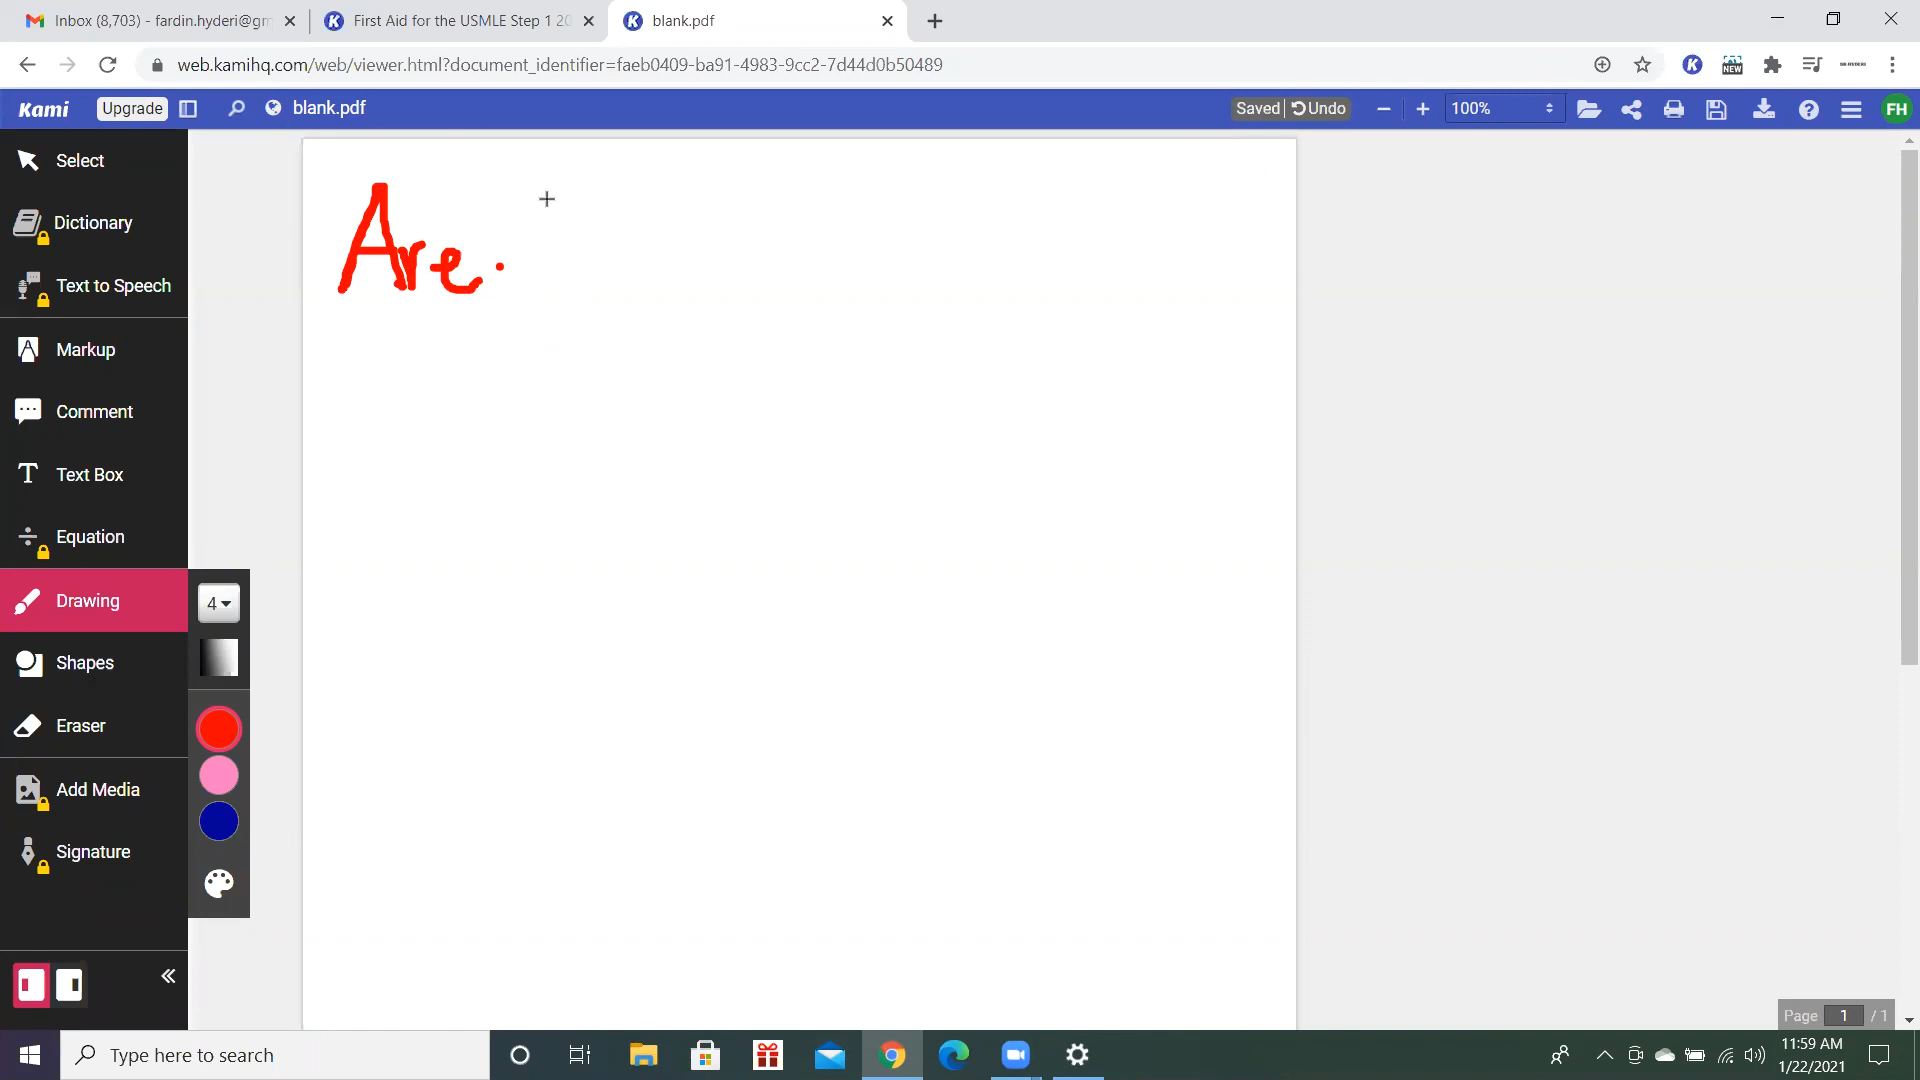 Inbox (8,703) - fardin.hyderi@gm
First Aid for the USMLE Step 1 20
blank.pdf
web.kamihq.com/web/viewer.html?document_identifier=faeb0409-ba91-4983-9cc2-7d44d0b50489
NEW
Kami
Upgrade
blank.pdf
Saved
Undo
100%
FH
Select
Dictionary
Text to Speech
Markup
Comment
Text Box
Equation
Drawing
Shapes
Eraser
Add Media
Signature
4
Are.
Page 1 / 1
Type here to search
11:59 AM
1/22/2021